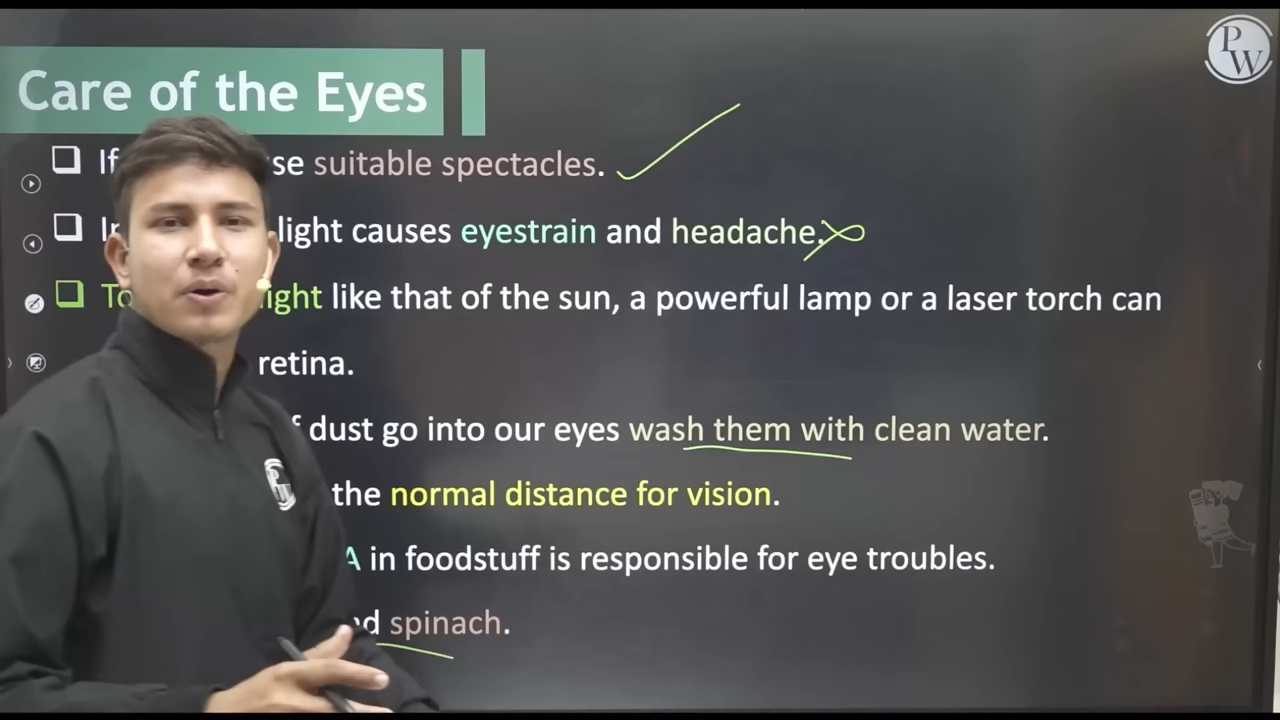 PW
Care of the Eyes
If se suitable spectacles.
light causes eyestrain and headache.
To ight like that of the sun, a powerful lamp or a laser torch can
retina.
f dust go into our eyes wash them with clean water.
the normal distance for vision.
A in foodstuff is responsible for eye troubles.
d spinach.
PW